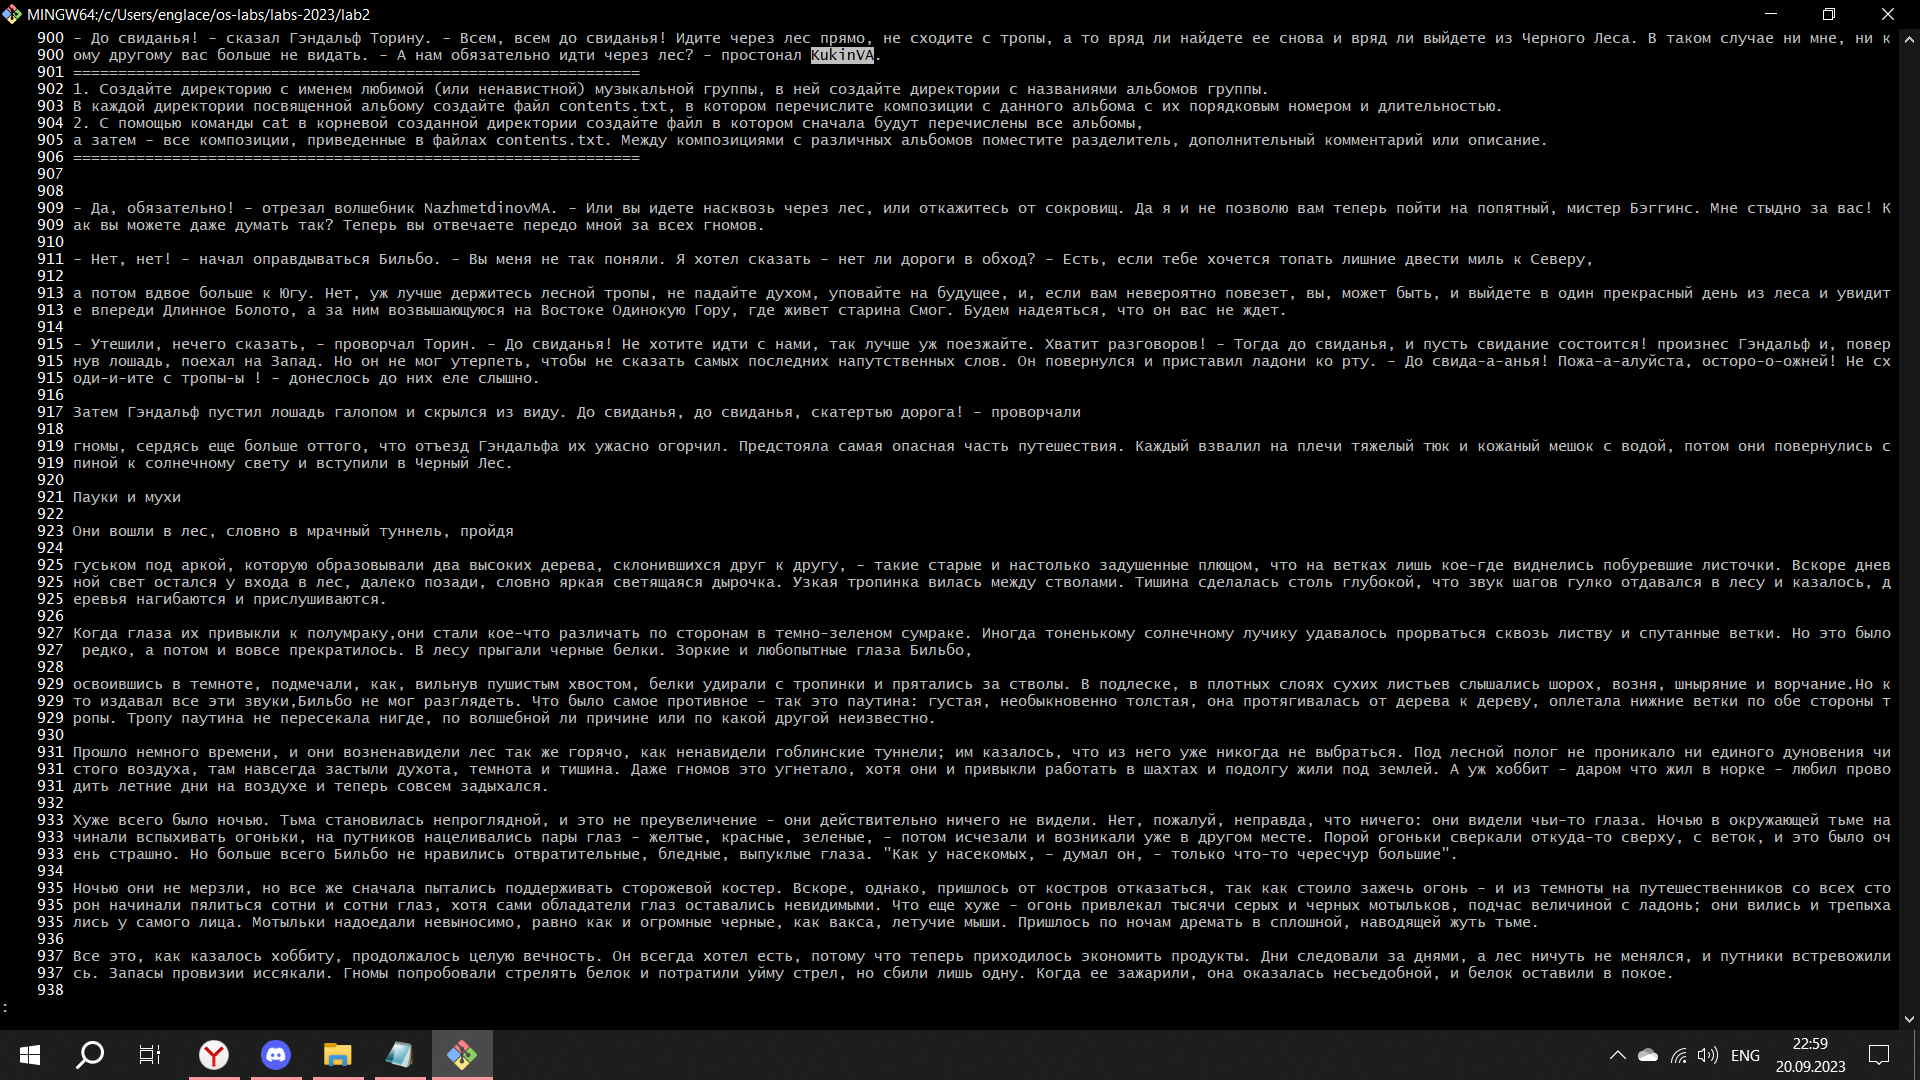 MINGW64:/c/Users/englace/os-labs/labs-2023/lab2
900 - До свиданья! - сказал Гэндальф Торину. - Всем, всем до свиданья! Идите через лес прямо, не сходите с тропы, а то вряд ли найдете ее снова и вряд ли выйдете из Черного Леса. В таком случае ни мне, ни к
900 ому другому вас больше не видать. - А нам обязательно идти через лес? - простонал KukinVA.
901 ===============================================================
902 1. Создайте директорию с именем любимой (или ненавистной) музыкальной группы, в ней создайте директории с названиями альбомов группы.
903 В каждой директории посвященной альбому создайте файл contents.txt, в котором перечислите композиции с данного альбома с их порядковым номером и длительностью.
904 2. С помощью команды cat в корневой созданной директории создайте файл в котором сначала будут перечислены все альбомы,
905 а затем - все композиции, приведенные в файлах contents.txt. Между композициями с различных альбомов поместите разделитель, дополнительный комментарий или описание.
906 ===============================================================
907
908
909 - Да, обязательно! - отрезал волшебник NazhmetdinovMA. - Или вы идете насквозь через лес, или откажитесь от сокровищ. Да я и не позволю вам теперь пойти на попятный, мистер Бэггинс. Мне стыдно за вас! К
909 ак вы можете даже думать так? Теперь вы отвечаете передо мной за всех гномов.
910
911 - Нет, нет! - начал оправдываться Бильбо. - Вы меня не так поняли. Я хотел сказать - нет ли дороги в обход? - Есть, если тебе хочется топать лишние двести миль к Северу,
912
913 а потом вдвое больше к Югу. Нет, уж лучше держитесь лесной тропы, не падайте духом, уповайте на будущее, и, если вам невероятно повезет, вы, может быть, и выйдете в один прекрасный день из леса и увидит
913 е впереди Длинное Болото, а за ним возвышающуюся на Востоке Одинокую Гору, где живет старина Смог. Будем надеяться, что он вас не ждет.
914
915 - Утешили, нечего сказать, - проворчал Торин. - До свиданья! Не хотите идти с нами, так лучше уж поезжайте. Хватит разговоров! - Тогда до свиданья, и пусть свидание состоится! произнес Гэндальф и, повер
915 нув лошадь, поехал на Запад. Но он не мог утерпеть, чтобы не сказать самых последних напутственных слов. Он повернулся и приставил ладони ко рту. - До свида-а-анья! Пожа-а-алуйста, осторо-о-ожней! Не сх
915 оди-и-ите с тропы-ы ! - донеслось до них еле слышно.
916
917 Затем Гэндальф пустил лошадь галопом и скрылся из виду. До свиданья, до свиданья, скатертью дорога! - проворчали
918
919 гномы, сердясь еще больше оттого, что отъезд Гэндальфа их ужасно огорчил. Предстояла самая опасная часть путешествия. Каждый взвалил на плечи тяжелый тюк и кожаный мешок с водой, потом они повернулись с
919 пиной к солнечному свету и вступили в Черный Лес.
920
921 Пауки и мухи
922
923 Они вошли в лес, словно в мрачный туннель, пройдя
924
925 гуськом под аркой, которую образовывали два высоких дерева, склонившихся друг к другу, - такие старые и настолько задушенные плющом, что на ветках лишь кое-где виднелись побуревшие листочки. Вскоре днев
925 ной свет остался у входа в лес, далеко позади, словно яркая светящаяся дырочка. Узкая тропинка вилась между стволами. Тишина сделалась столь глубокой, что звук шагов гулко отдавался в лесу и казалось, д
925 еревья нагибаются и прислушиваются.
926
927 Когда глаза их привыкли к полумраку,они стали кое-что различать по сторонам в темно-зеленом сумраке. Иногда тоненькому солнечному лучику удавалось прорваться сквозь листву и спутанные ветки. Но это было
927 редко, а потом и вовсе прекратилось. В лесу прыгали черные белки. Зоркие и любопытные глаза Бильбо,
928
929 освоившись в темноте, подмечали, как, вильнув пушистым хвостом, белки удирали с тропинки и прятались за стволы. В подлеске, в плотных слоях сухих листьев слышались шорох, возня, шныряние и ворчание.Но к
929 то издавал все эти звуки,Бильбо не мог разглядеть. Что было самое противное - так это паутина: густая, необыкновенно толстая, она протягивалась от дерева к дереву, оплетала нижние ветки по обе стороны т
929 ропы. Тропу паутина не пересекала нигде, по волшебной ли причине или по какой другой неизвестно.
930
931 Прошло немного времени, и они возненавидели лес так же горячо, как ненавидели гоблинские туннели; им казалось, что из него уже никогда не выбраться. Под лесной полог не проникало ни единого дуновения чи
931 стого воздуха, там навсегда застыли духота, темнота и тишина. Даже гномов это угнетало, хотя они и привыкли работать в шахтах и подолгу жили под землей. А уж хоббит - даром что жил в норке - любил прово
931 дить летние дни на воздухе и теперь совсем задыхался.
932
933 Хуже всего было ночью. Тьма становилась непроглядной, и это не преувеличение - они действительно ничего не видели. Нет, пожалуй, неправда, что ничего: они видели чьи-то глаза. Ночью в окружающей тьме на
933 чинали вспыхивать огоньки, на путников нацеливались пары глаз - желтые, красные, зеленые, - потом исчезали и возникали уже в другом месте. Порой огоньки сверкали откуда-то сверху, с веток, и это было оч
933 ень страшно. Но больше всего Бильбо не нравились отвратительные, бледные, выпуклые глаза. "Как у насекомых, - думал он, - только что-то чересчур большие".
934
935 Ночью они не мерзли, но все же сначала пытались поддерживать сторожевой костер. Вскоре, однако, пришлось от костров отказаться, так как стоило зажечь огонь - и из темноты на путешественников со всех сто
935 рон начинали пялиться сотни и сотни глаз, хотя сами обладатели глаз оставались невидимыми. Что еще хуже - огонь привлекал тысячи серых и черных мотыльков, подчас величиной с ладонь; они вились и трепыха
935 лись у самого лица. Мотыльки надоедали невыносимо, равно как и огромные черные, как вакса, летучие мыши. Пришлось по ночам дремать в сплошной, наводящей жуть тьме.
936
937 Все это, как казалось хоббиту, продолжалось целую вечность. Он всегда хотел есть, потому что теперь приходилось экономить продукты. Дни следовали за днями, а лес ничуть не менялся, и путники встревожили
937 сь. Запасы провизии иссякали. Гномы попробовали стрелять белок и потратили уйму стрел, но сбили лишь одну. Когда ее зажарили, она оказалась несъедобной, и белок оставили в покое.
938
:
ENG
22:59
20.09.2023